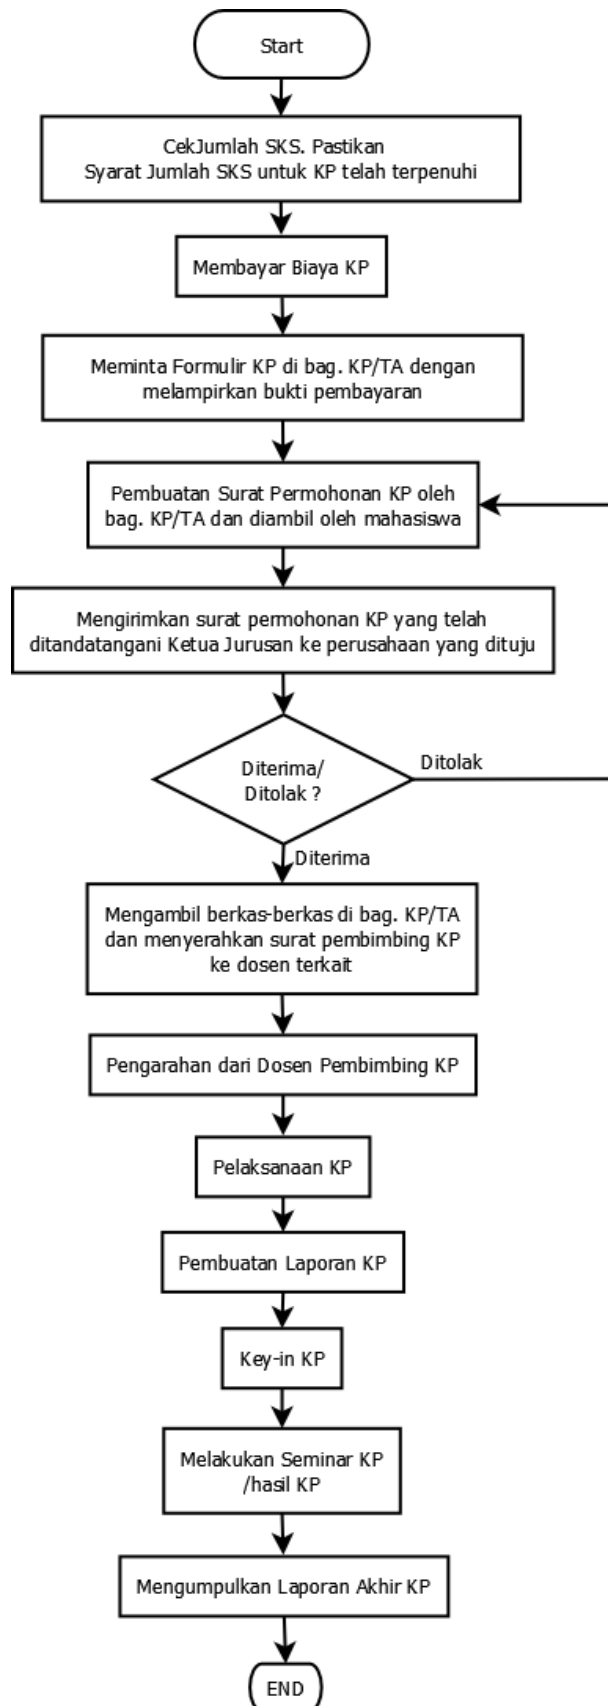 Start
CekJumlah SKS. Pastikan
Syarat Jumlah SKS untuk KP telah terpenuhi
Membayar Biaya KP
Meminta Formulir KP di bag. KP/TA dengan
melampirkan bukti pembayaran
Pembuatan Surat Permohonan KP oleh
bag. KP/TA dan diambil oleh mahasiswa
Mengirimkan surat permohonan KP yang telah
ditandatangani Ketua Jurusan ke perusahaan yang dituju
Diterima/
Ditolak ?
Ditolak
Diterima
Mengambil berkas-berkas di bag. KP/TA
dan menyerahkan surat pembimbing KP
ke dosen terkait
Pengarahan dari Dosen Pembimbing KP
Pelaksanaan KP
Pembuatan Laporan KP
Key-in KP
Melakukan Seminar KP
/hasil KP
Mengumpulkan Laporan Akhir KP
END